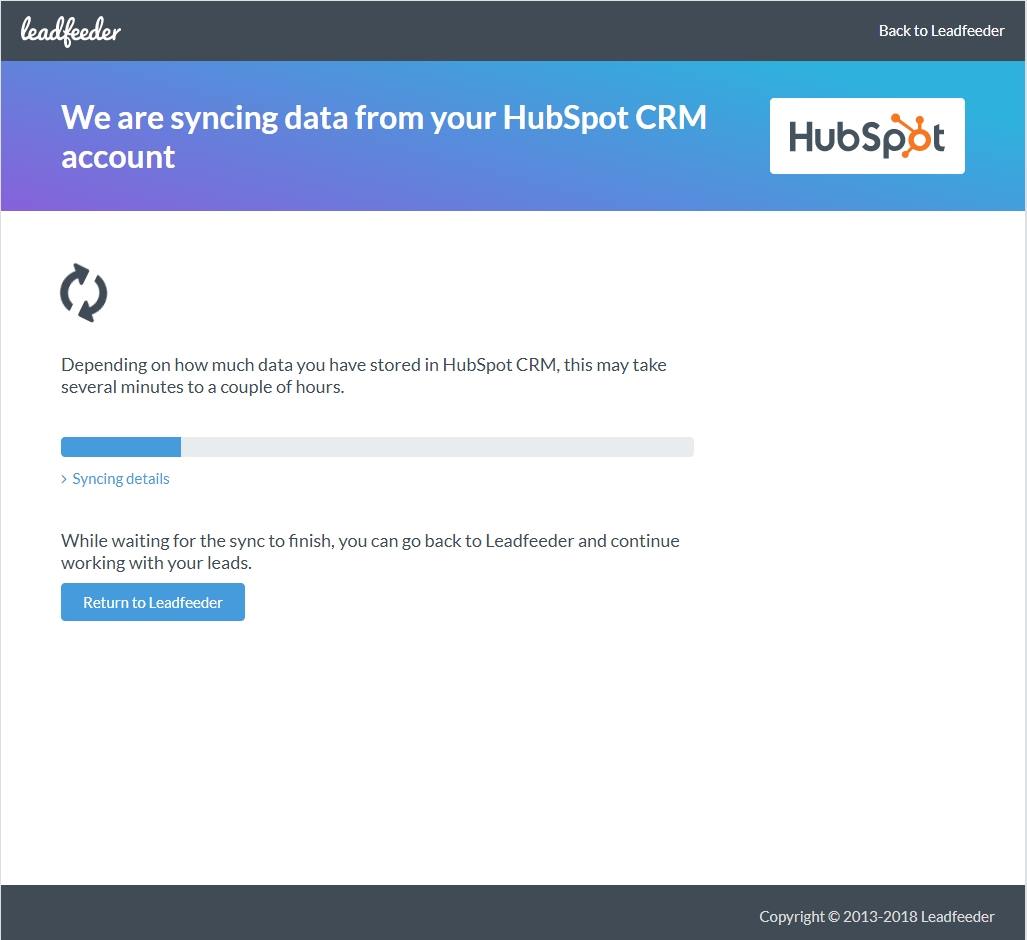 leadfeeder
Back to Leadfeeder
We are syncing data from your HubSpot CRM
account
HubSpot
Depending on how much data you have stored in HubSpot CRM, this may take
several minutes to a couple of hours.
> Syncing details
While waiting for the sync to finish, you can go back to Leadfeeder and continue
working with your leads.
Return to Leadfeeder
Copyright © 2013-2018 Leadfeeder